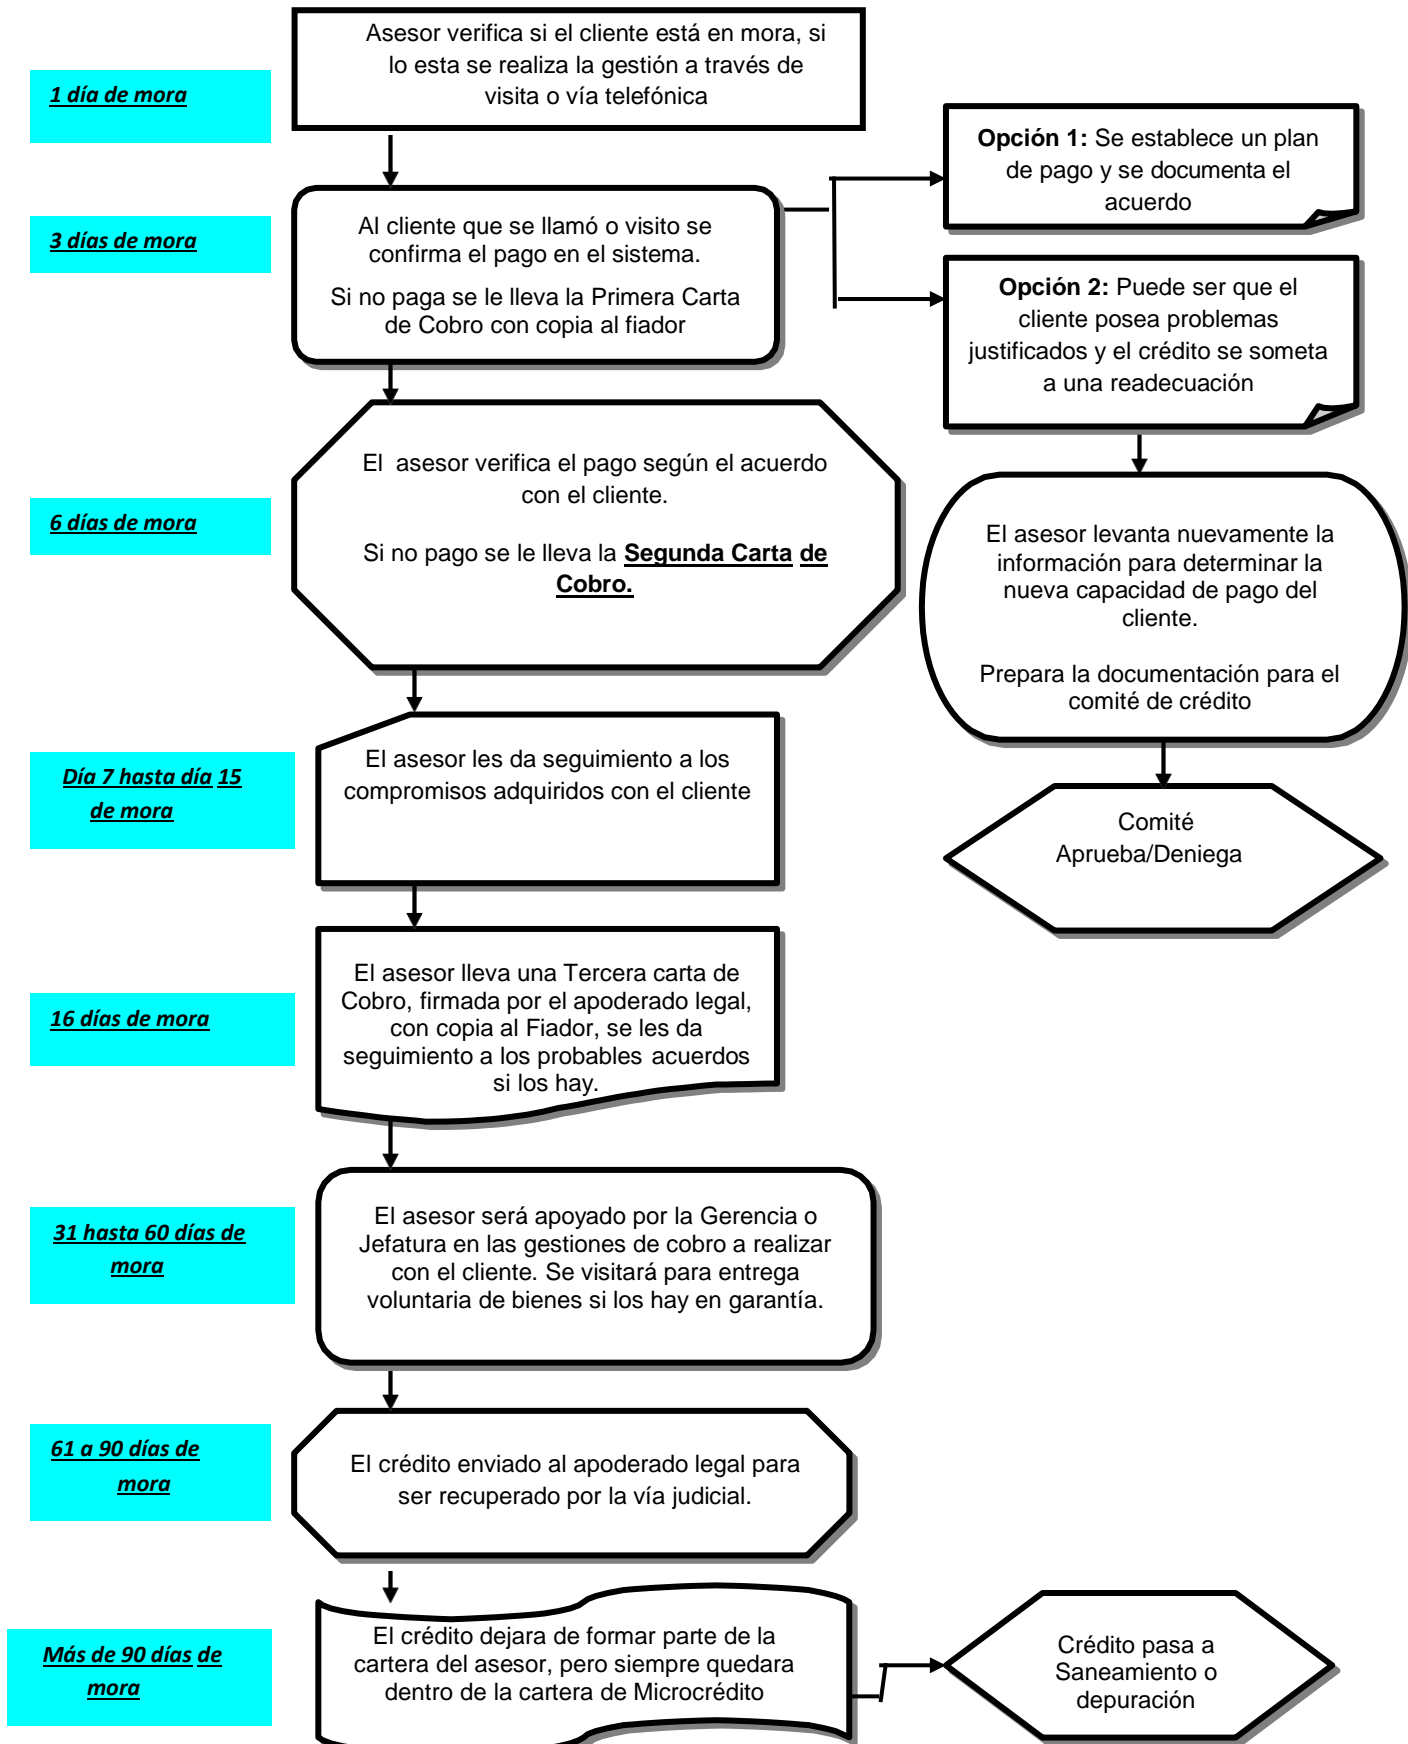 Asesor verifica si el cliente está en mora, si
lo esta se realiza la gestión a través de
visita o vía telefónica
1 día de mora
Opción 1: Se establece un plan
de pago y se documenta el
acuerdo
3 días de mora
Al cliente que se llamó o visito se
confirma el pago en el sistema.
Si no paga se le lleva la Primera Carta
de Cobro con copia al fiador
Opción 2: Puede ser que el
cliente posea problemas
justificados y el crédito se someta
a una readecuación
6 días de mora
El asesor verifica el pago según el acuerdo
con el cliente.
Si no pago se le lleva la Segunda Carta de
Cobro.
El asesor levanta nuevamente la
información para determinar la
nueva capacidad de pago del
cliente.
Prepara la documentación para el
comité de crédito
Día 7 hasta día 15
de mora
El asesor les da seguimiento a los
compromisos adquiridos con el cliente
Comité
Aprueba/Deniega
16 días de mora
El asesor lleva una Tercera carta de
Cobro, firmada por el apoderado legal,
con copia al Fiador, se les da
seguimiento a los probables acuerdos
si los hay.
31 hasta 60 días de
mora
El asesor será apoyado por la Gerencia o
Jefatura en las gestiones de cobro a realizar
con el cliente. Se visitará para entrega
voluntaria de bienes si los hay en garantía.
61 a 90 días de
mora
El crédito enviado al apoderado legal para
ser recuperado por la vía judicial.
Más de 90 días de
mora
El crédito dejara de formar parte de la
cartera del asesor, pero siempre quedara
dentro de la cartera de Microcrédito
Crédito pasa a
Saneamiento o
depuración